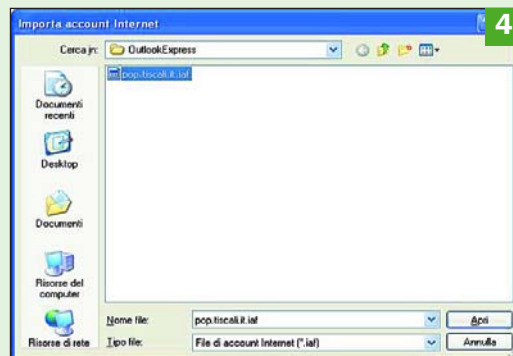 Importa account Internet
4
Cerca in: OutlookExpress
pop.tiscali.it.iaf
Documenti
recenti
Desktop
Documenti
Risorse del
computer
Risorse di rete
Nome file: pop.tiscali.it.iaf Apri
Tipo file: File di account Internet (*.iaf) Annulla